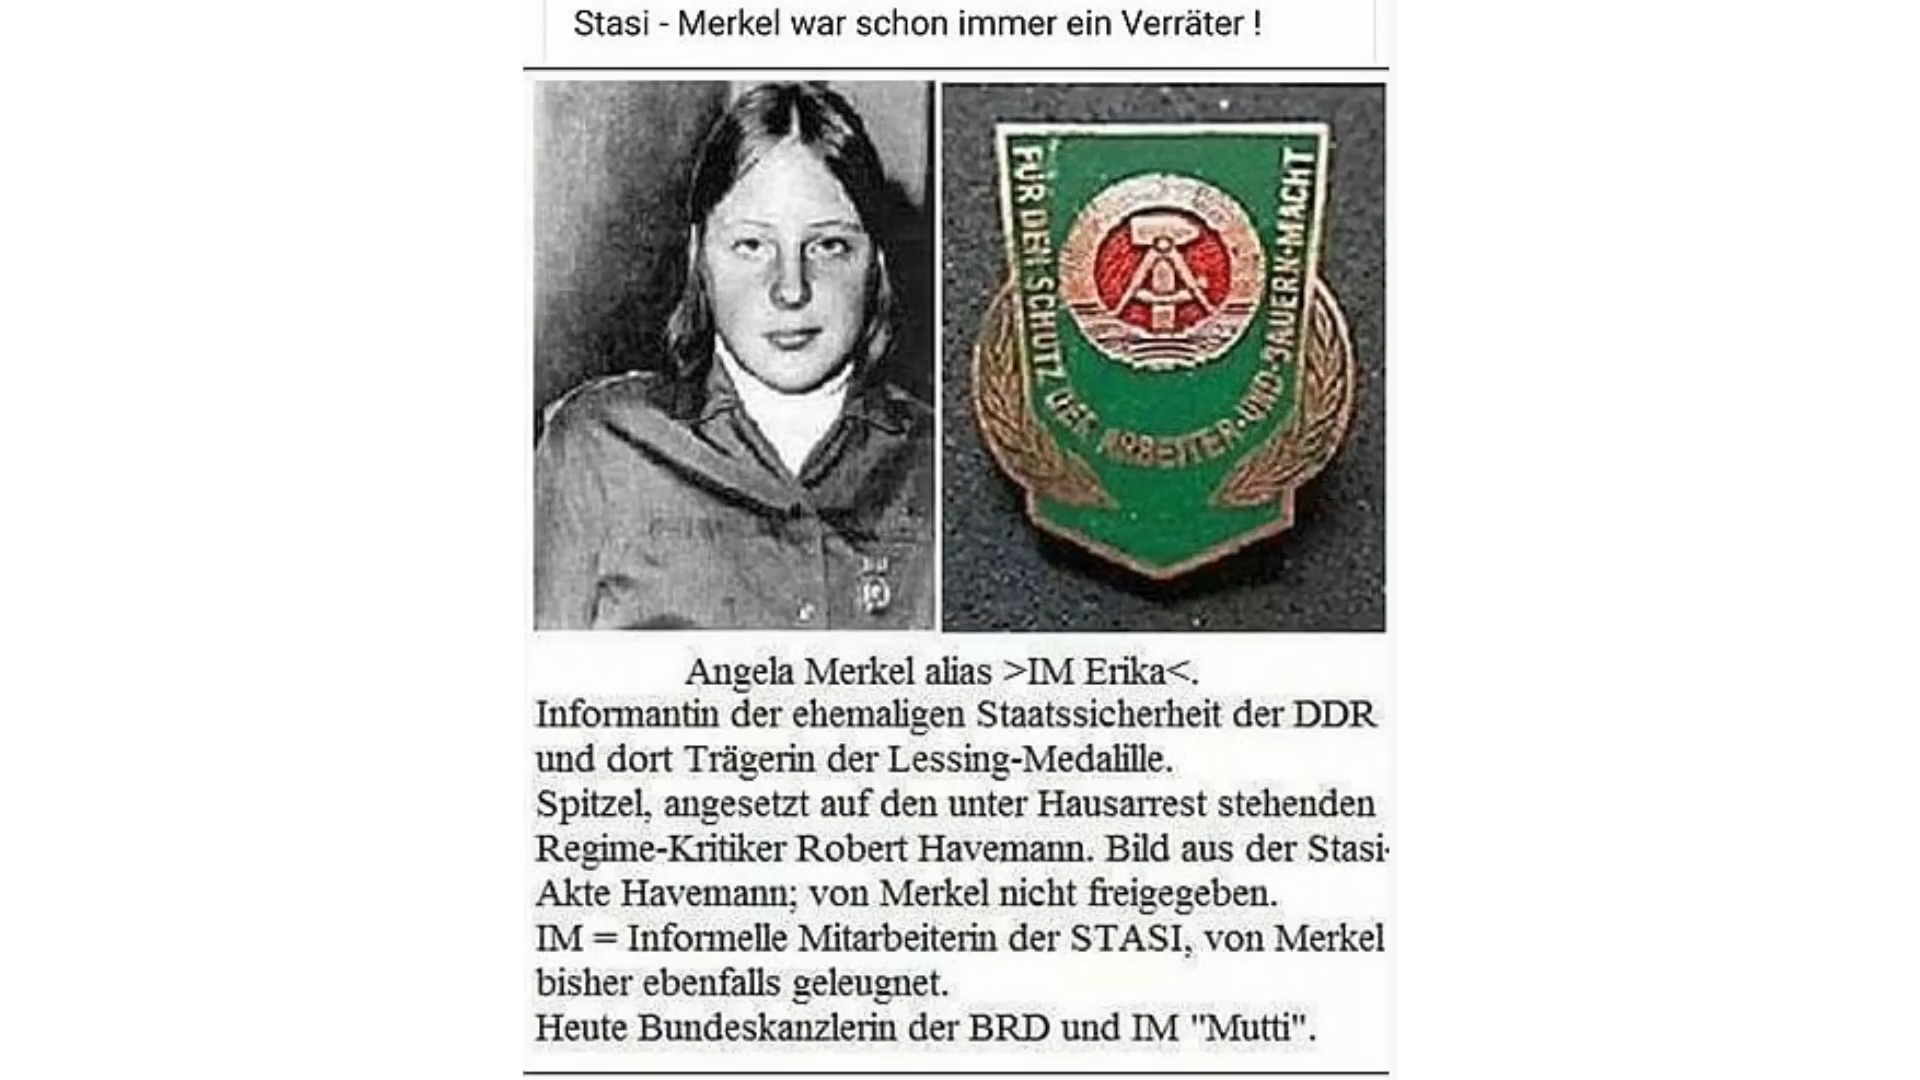 Stasi - Merkel war schon immer ein Verräter !
FÜR DEN SCHUTZ DER ARBEITER-UND-BAUERN-MACHT
Angela Merkel alias >IM Erika<.
Informantin der ehemaligen Staatssicherheit der DDR
und dort Trägerin der Lessing-Medalille.
Spitzel, angesetzt auf den unter Hausarrest stehenden
Regime-Kritiker Robert Havemann. Bild aus der Stasi-
Akte Havemann; von Merkel nicht freigegeben.
IM = Informelle Mitarbeiterin der STASI, von Merkel
bisher ebenfalls geleugnet.
Heute Bundeskanzlerin der BRD und IM "Mutti".